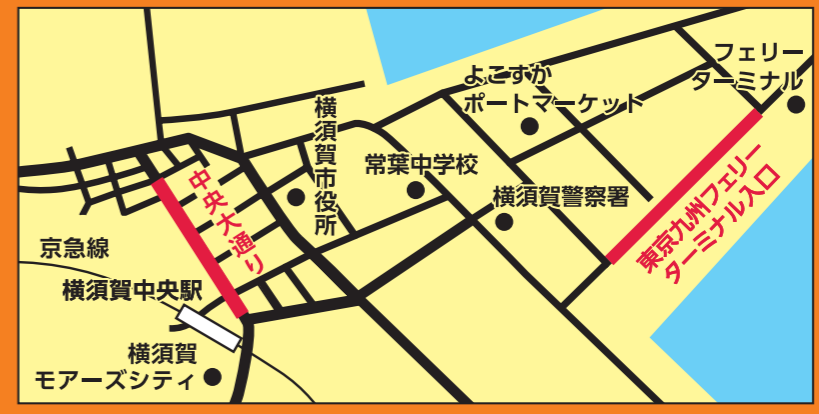 フェリー
ターミナル
よこすか
ポートマーケット
横須賀市役所
常葉中学校
中央大通り
横須賀警察署
東京九州フェリー
ターミナル入口
京急線
横須賀中央駅
横須賀
モアーズシティ